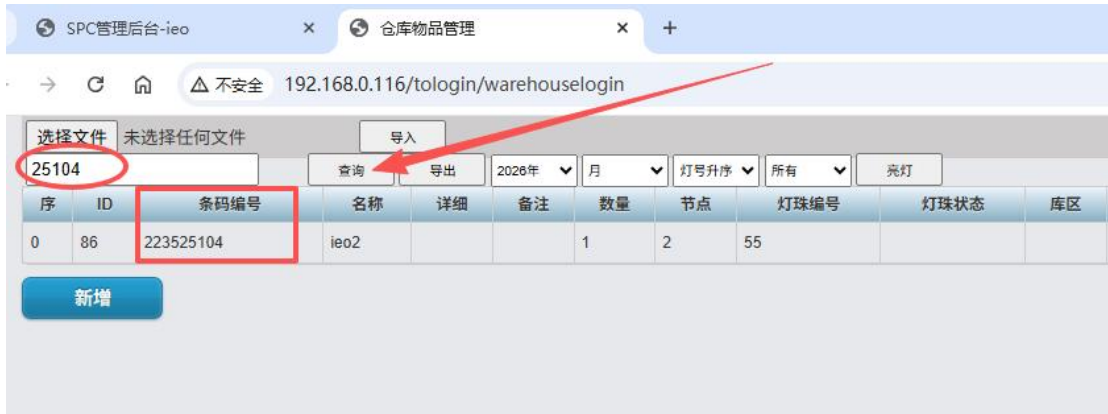 SPC管理后台-ieo × 仓库物品管理 × +
不安全 192.168.0.116/tologin/warehouselogin
选择文件 未选择任何文件 导入
25104 查询 导出 2026年 月 灯号升序 所有 亮灯
序 ID 条码编号 名称 详细 备注 数量 节点 灯珠编号 灯珠状态 库区
0 86 223525104 ieo2 1 2 55
新增